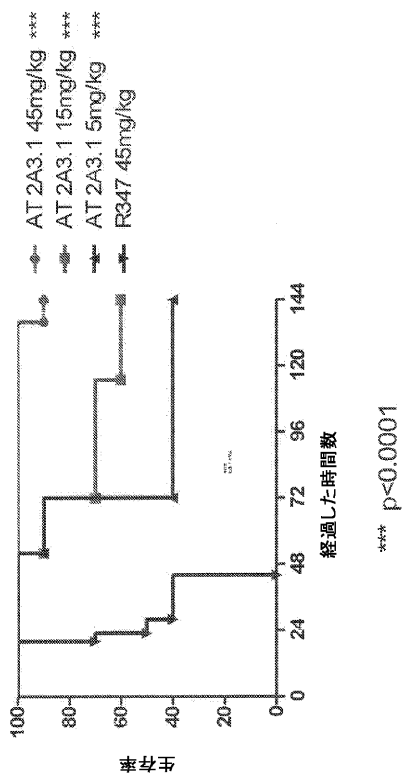 AT 2A3.1 45mg/kg ***
AT 2A3.1 15mg/kg ***
AT 2A3.1 5mg/kg ***
R347 45mg/kg
生存率
100
80
60
40
20
0
0 24 48 72 96 120 144
経過した時間数
*** p<0.0001